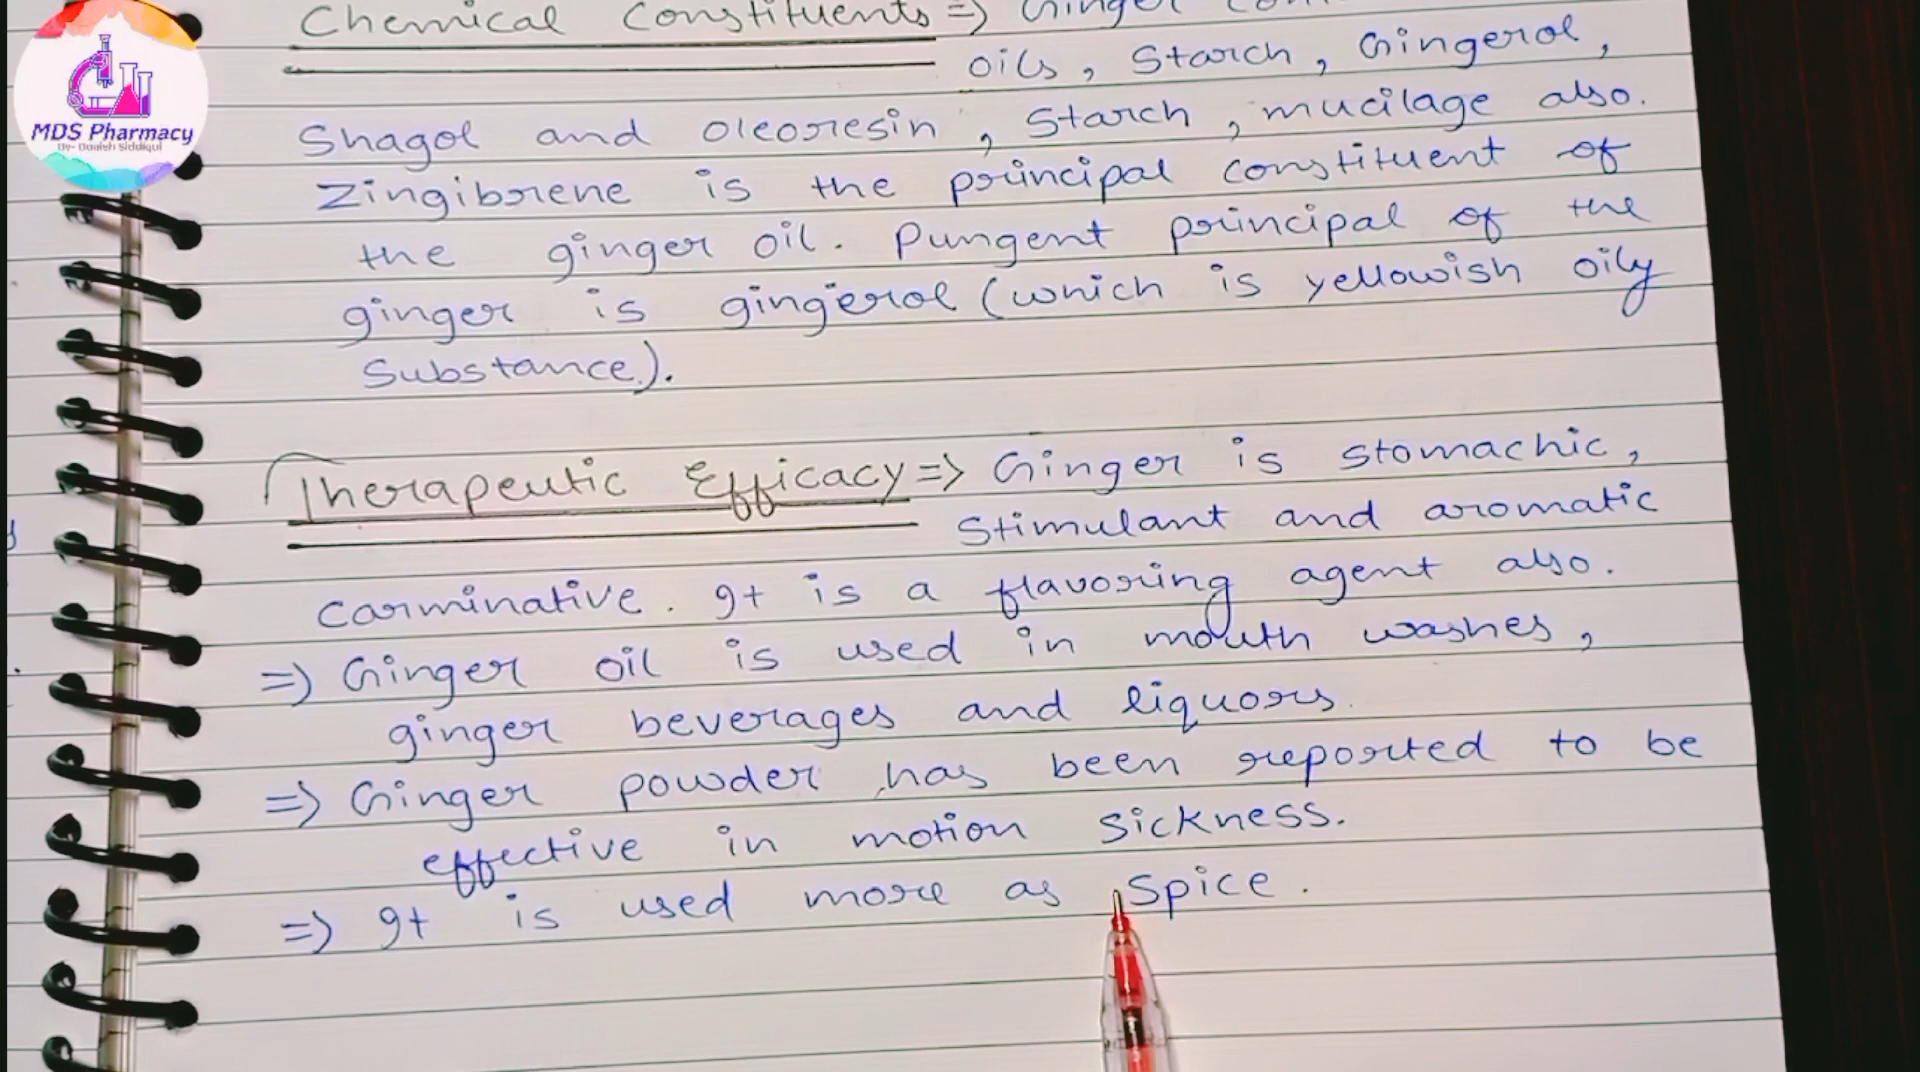 MDS Pharmacy
By- Danish Siddiqui
Chemical Constituents => Ginger
oils, Starch, Gingerol,
Shagol and oleoresin, Starch, mucilage also.
Zingibrene is the principal constituent of
the ginger oil. Pungent principal of the
ginger is gingerol (which is yellowish oily
Substance).
Therapeutic Efficacy => Ginger is stomachic,
Stimulant and aromatic
carminative. It is a flavoring agent also.
=> Ginger oil is used in mouth washes,
ginger beverages and liquors.
=> Ginger powder has been reported to be
effective in motion sickness.
=> It is used more as Spice.